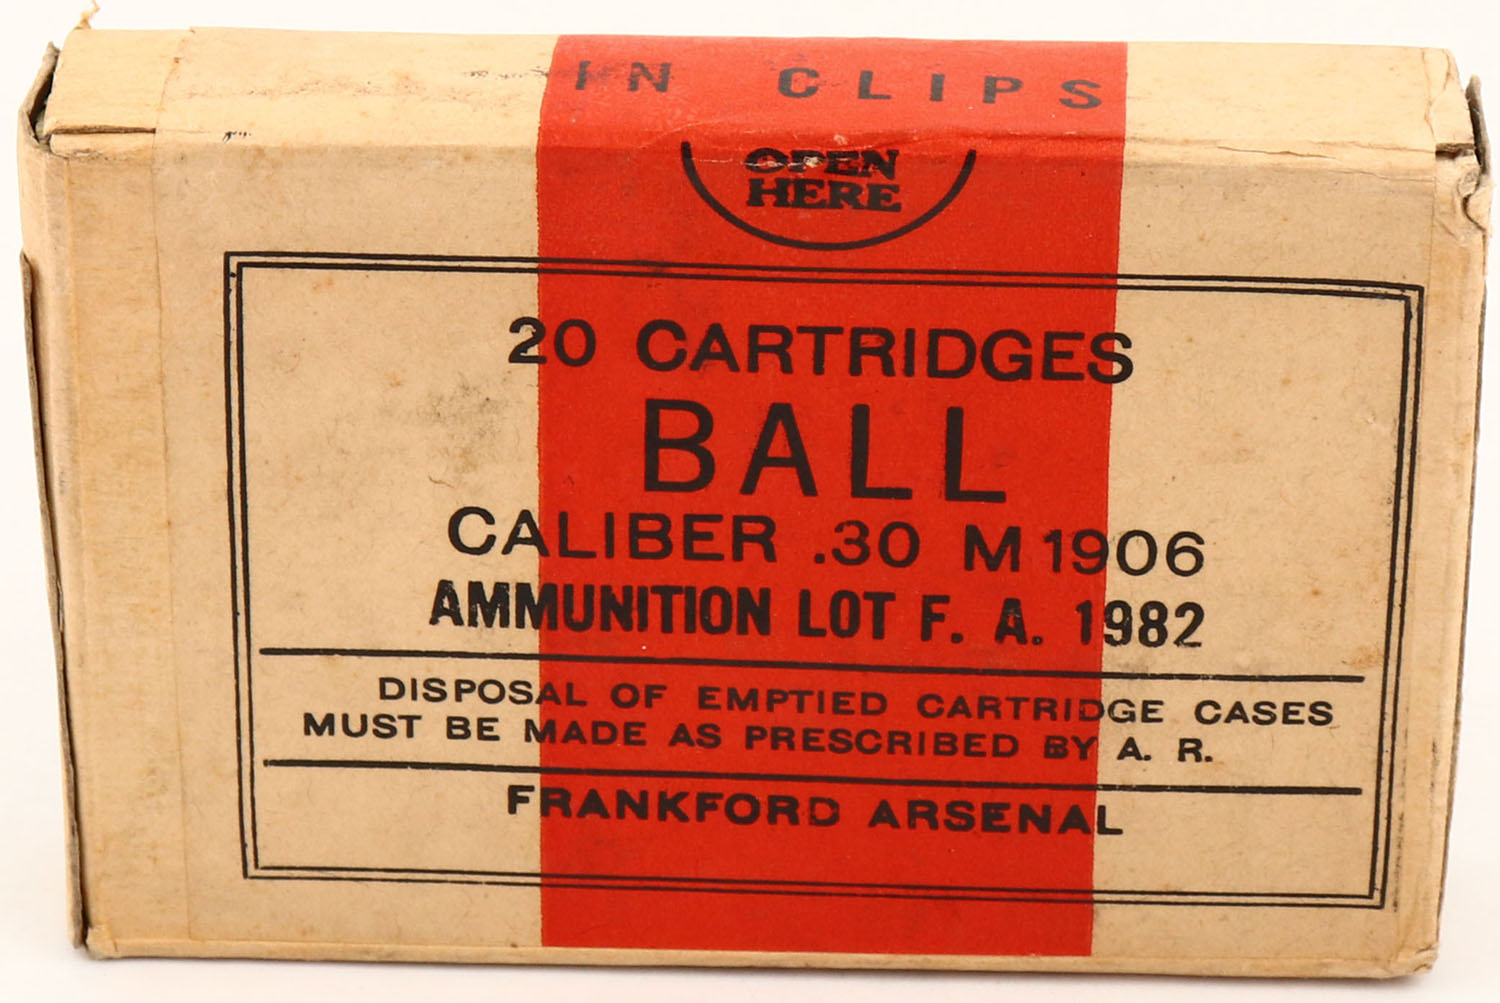 IN CLIPS
OPEN
HERE
20 CARTRIDGES
BALL
CALIBER .30 M1906
AMMUNITION LOT F. A. 1982
DISPOSAL OF EMPTIED CARTRIDGE CASES
MUST BE MADE AS PRESCRIBED BY A. R.
FRANKFORD ARSENAL